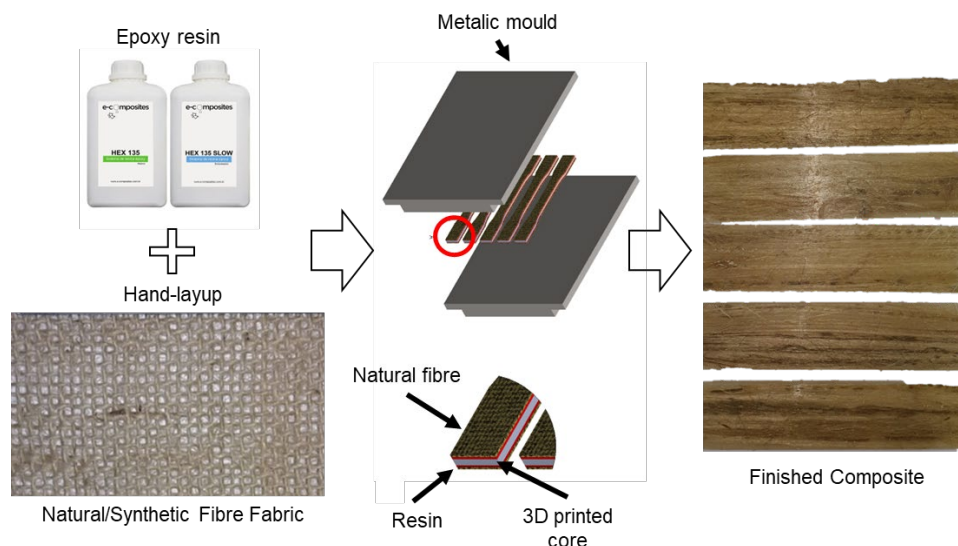 Metalic mould
Epoxy resin
e-composites
HEX 135
e-composites
HEX 135 SLOW
Hand-layup
Natural fibre
Resin
3D printed
core
Natural/Synthetic Fibre Fabric
Finished Composite